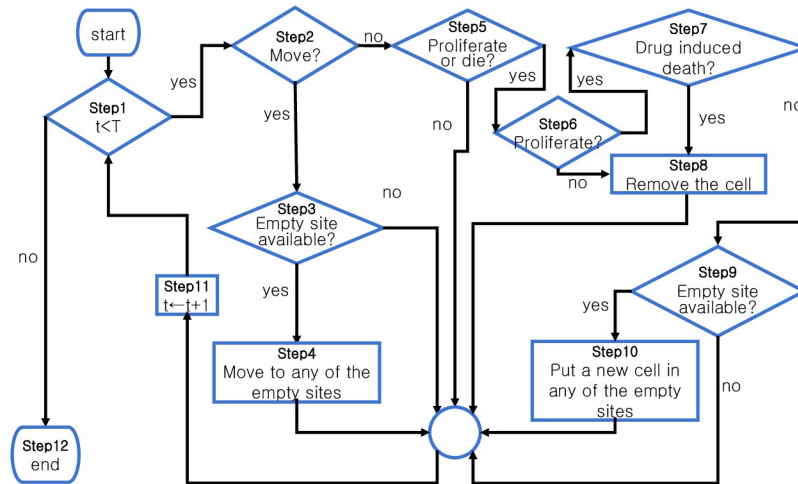 start
Step1
t<T
yes
no
Step2
Move?
no
yes
Step5
Proliferate
or die?
yes
no
Step6
Proliferate?
yes
no
Step7
Drug induced
death?
yes
no
Step8
Remove the cell
Step3
Empty site
available?
no
yes
Step4
Move to any of the
empty sites
Step9
Empty site
available?
yes
no
Step10
Put a new cell in
any of the empty
sites
Step11
t←t+1
Step12
end